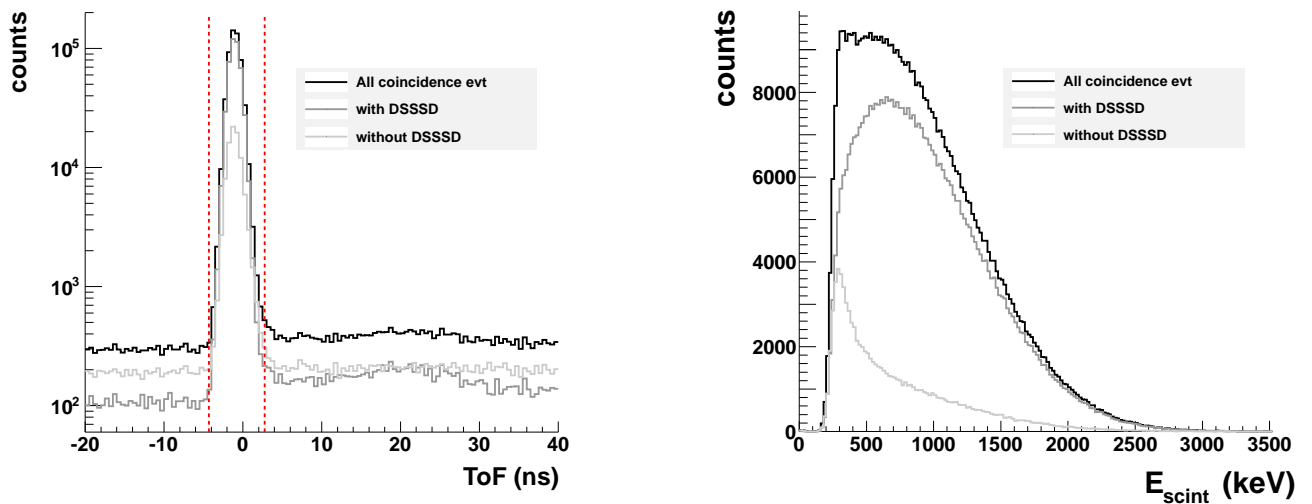 counts
10^5
10^4
10^3
10^2
All coincidence evt
with DSSSD
without DSSSD
-20 -10 0 10 20 30 40
ToF (ns)
counts
8000
6000
4000
2000
0
All coincidence evt
with DSSSD
without DSSSD
0 500 1000 1500 2000 2500 3000 3500
E_scint (keV)